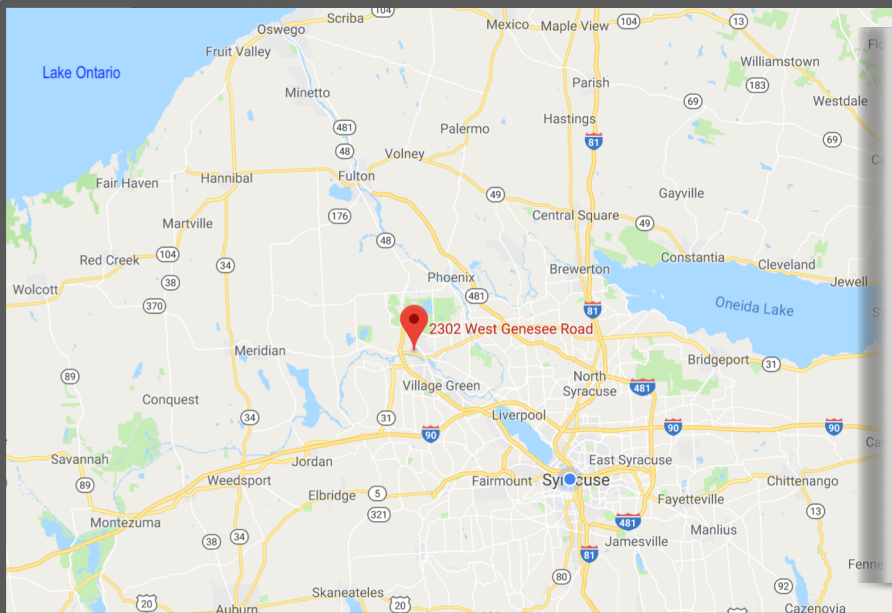 104
Scriba
Oswego
Mexico
Maple View
104
13
Fruit Valley
Lake Ontario
Williamstown
183
Parish
Minetto
69
Westdale
Hastings
481
Palermo
81
69
48
Volney
Fulton
Fair Haven
Hannibal
49
Gayville
176
Central Square
49
Martville
48
104
Red Creek
34
Constantia
Cleveland
Brewerton
38
Phoenix
Jewell
Wolcott
370
481
81
Oneida Lake
2302 West Genesee Road
Meridian
Bridgeport
31
89
Village Green
North
Syracuse
481
Conquest
34
31
Liverpool
90
90
90
Savannah
Jordan
East Syracuse
89
Weedsport
Fairmount
Syracuse
Chittenango
Elbridge
5
Fayetteville
321
13
Montezuma
481
Manlius
38
34
Jamesville
81
80
92
Skaneateles
20
20
Auburn
Cazenovia